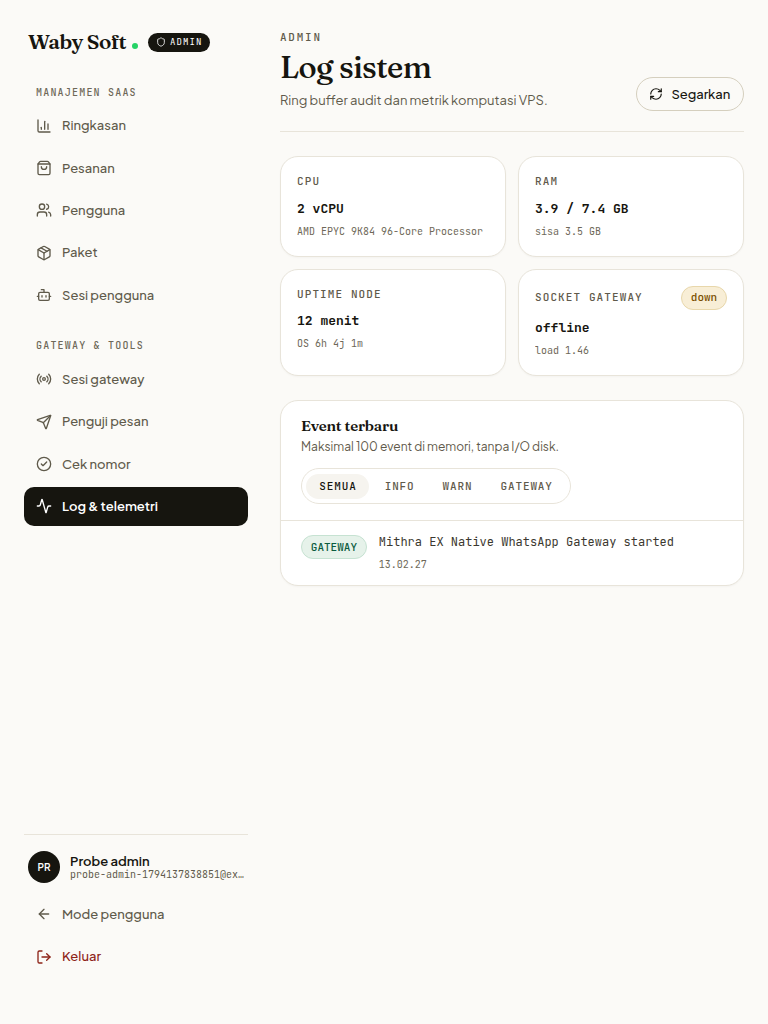 Waby Soft
ADMIN
MANAJEMEN SAAS
Ringkasan
Pesanan
Pengguna
Paket
Sesi pengguna
GATEWAY & TOOLS
Sesi gateway
Penguji pesan
Cek nomor
Log & telemetri
PR
Probe admin
probe-admin-1794137838851@ex…
Mode pengguna
Keluar
ADMIN
Log sistem
Ring buffer audit dan metrik komputasi VPS.
Segarkan
CPU
2 vCPU
AMD EPYC 9K84 96-Core Processor
RAM
3.9 / 7.4 GB
sisa 3.5 GB
UPTIME NODE
12 menit
OS 6h 4j 1m
SOCKET GATEWAY
down
offline
load 1.46
Event terbaru
Maksimal 100 event di memori, tanpa I/O disk.
SEMUA INFO WARN GATEWAY
GATEWAY
Mithra EX Native WhatsApp Gateway started
13.02.27